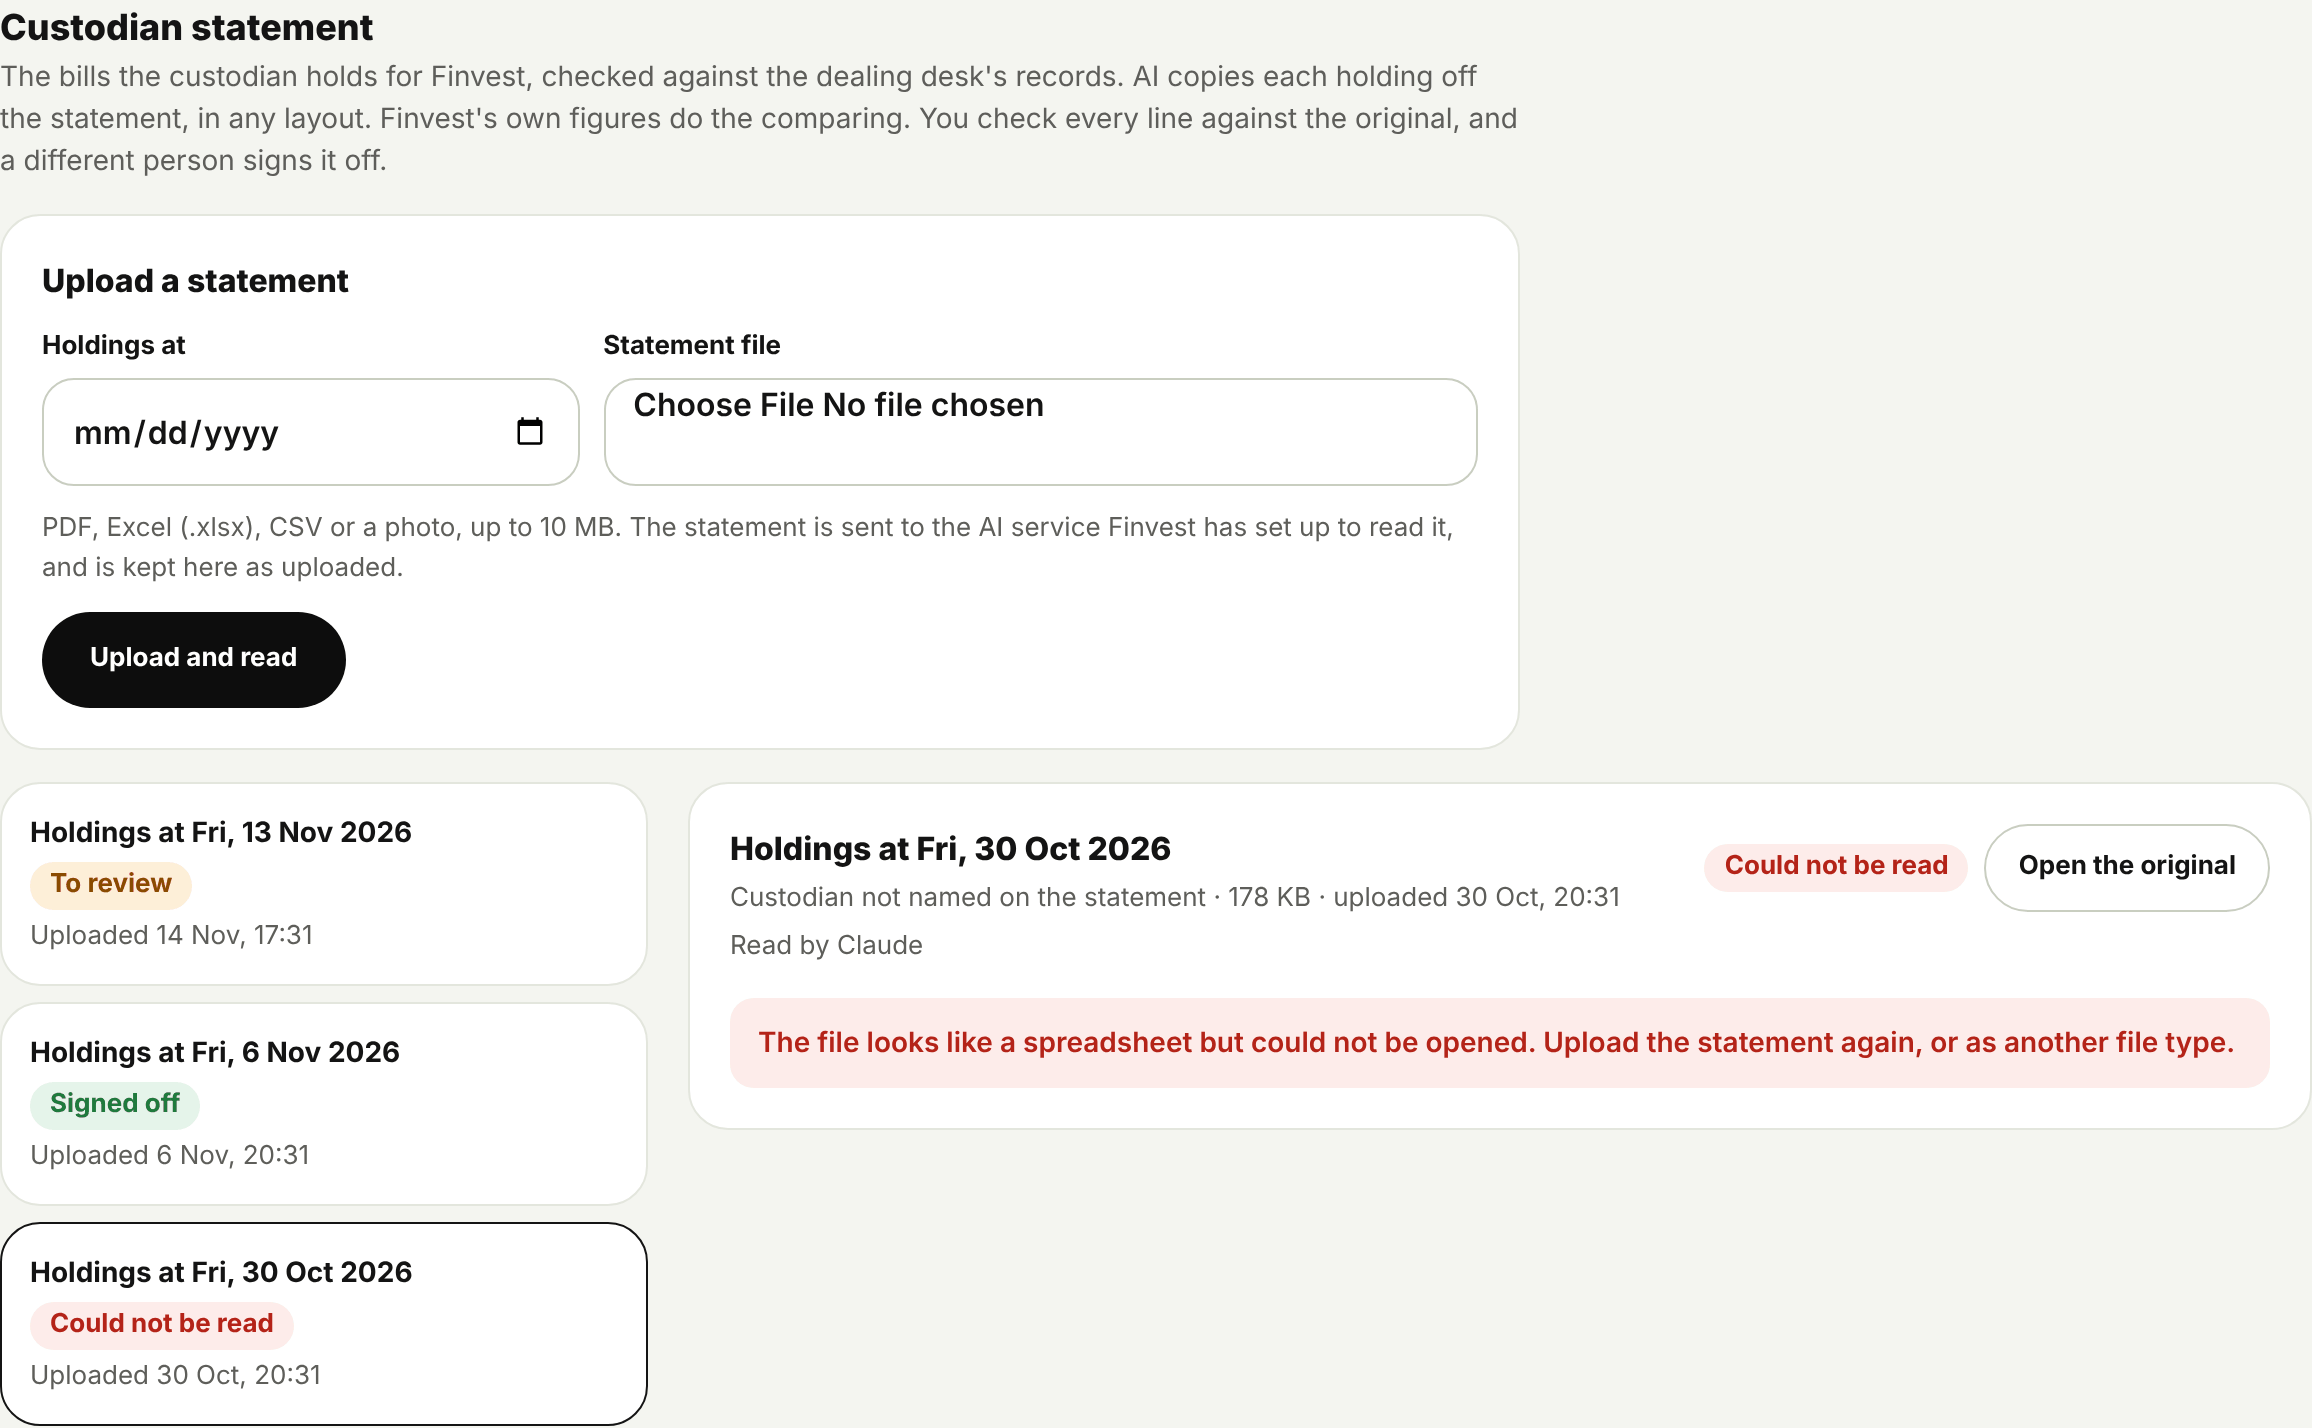 Custodian statement
The bills the custodian holds for Finvest, checked against the dealing desk's records. AI copies each holding off
the statement, in any layout. Finvest's own figures do the comparing. You check every line against the original, and
a different person signs it off.
Upload a statement
Holdings at
Statement file
mm/dd/yyyy
Choose File No file chosen
PDF, Excel (.xlsx), CSV or a photo, up to 10 MB. The statement is sent to the AI service Finvest has set up to read it,
and is kept here as uploaded.
Upload and read
Holdings at Fri, 13 Nov 2026
To review
Uploaded 14 Nov, 17:31
Holdings at Fri, 6 Nov 2026
Signed off
Uploaded 6 Nov, 20:31
Holdings at Fri, 30 Oct 2026
Could not be read
Uploaded 30 Oct, 20:31
Holdings at Fri, 30 Oct 2026
Custodian not named on the statement · 178 KB · uploaded 30 Oct, 20:31
Read by Claude
Could not be read
Open the original
The file looks like a spreadsheet but could not be opened. Upload the statement again, or as another file type.